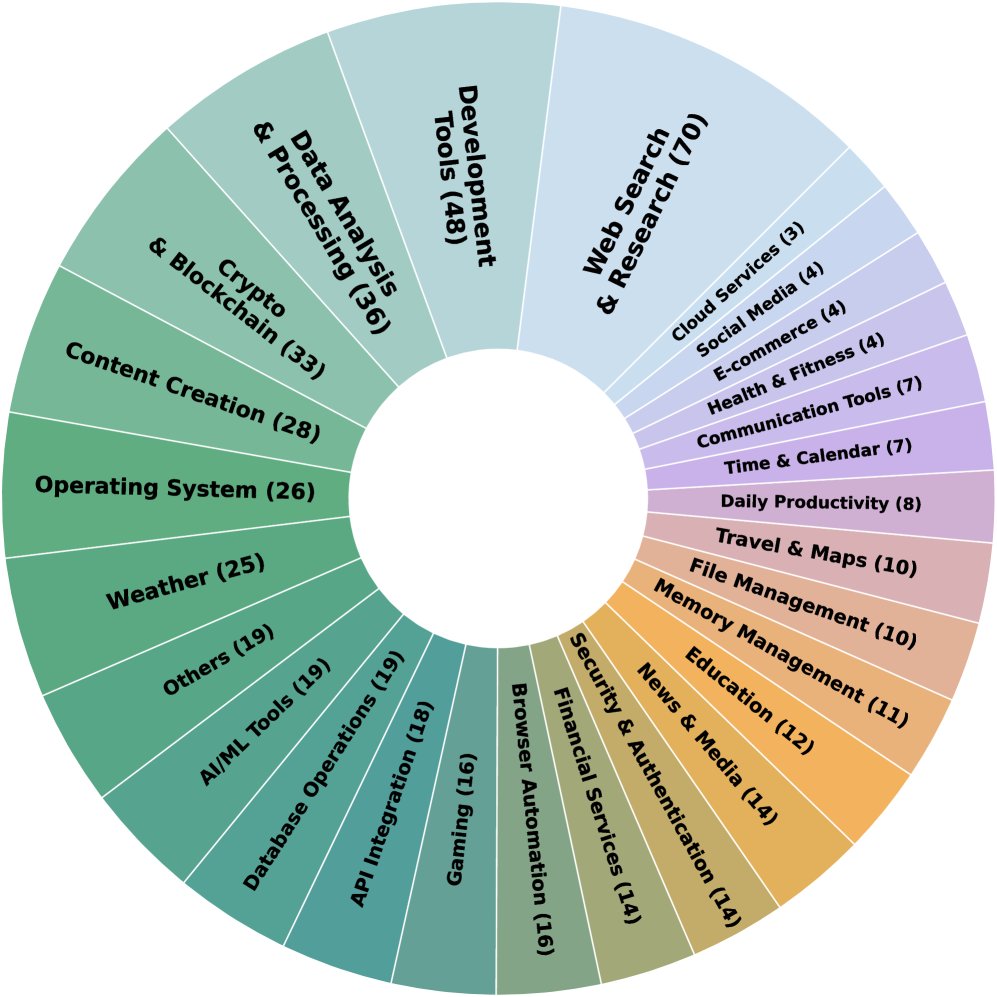 Web Search
& Research (70)
Development
Tools (48)
Data Analysis
& Processing (36)
Crypto
& Blockchain (33)
Content Creation (28)
Operating System (26)
Weather (25)
Others (19)
AI/ML Tools (19)
Database Operations (19)
API Integration (18)
Gaming (16)
Browser Automation (16)
Financial Services (14)
Security & Authentication (14)
News & Media (14)
Education (12)
Memory Management (11)
File Management (10)
Travel & Maps (10)
Daily Productivity (8)
Time & Calendar (7)
Communication Tools (7)
Health & Fitness (4)
E-commerce (4)
Social Media (4)
Cloud Services (3)